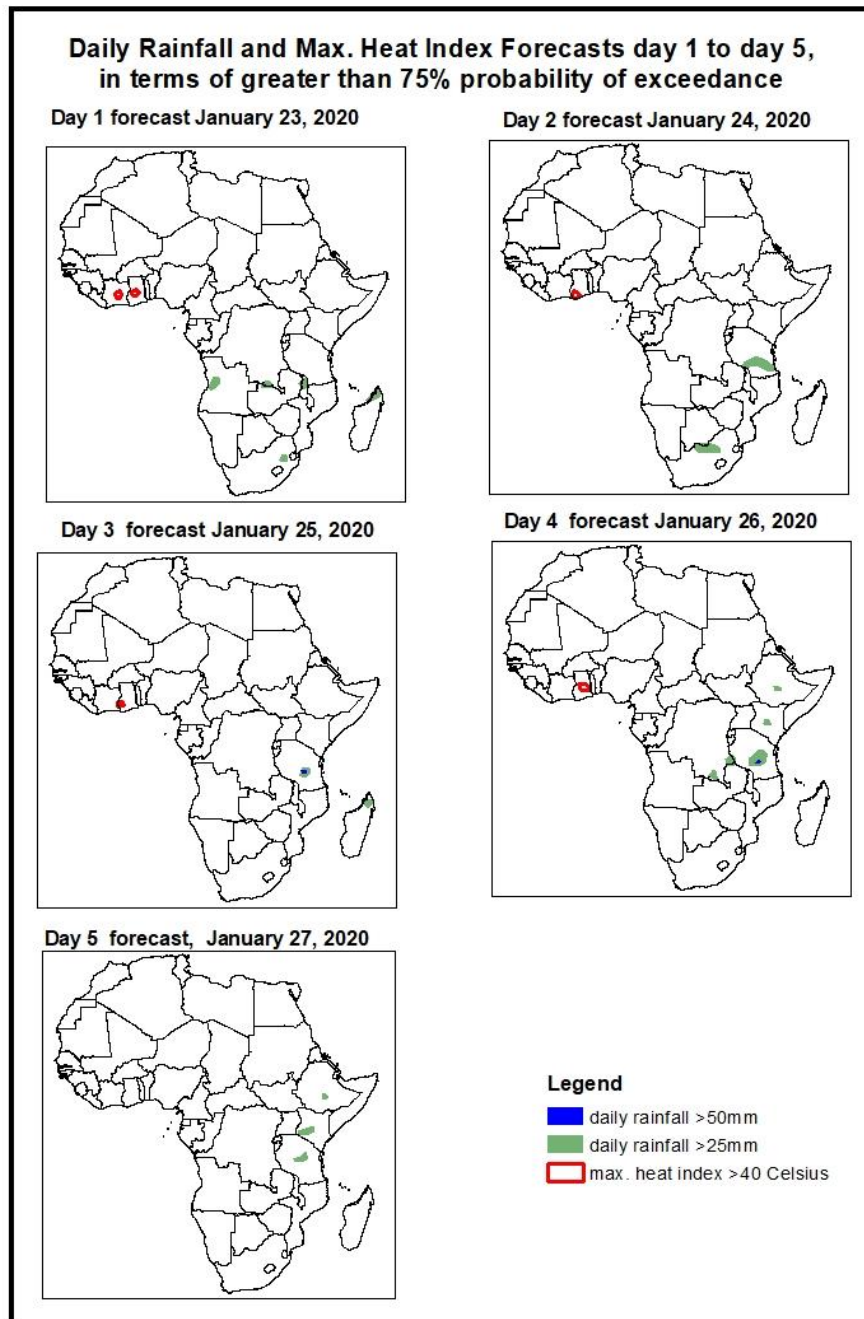 Daily Rainfall and Max. Heat Index Forecasts day 1 to day 5,
in terms of greater than 75% probability of exceedance
Day 1 forecast January 23, 2020
Day 2 forecast January 24, 2020
Day 3 forecast January 25, 2020
Day 4 forecast January 26, 2020
Day 5 forecast, January 27, 2020
Legend
daily rainfall >50mm
daily rainfall >25mm
max. heat index >40 Celsius